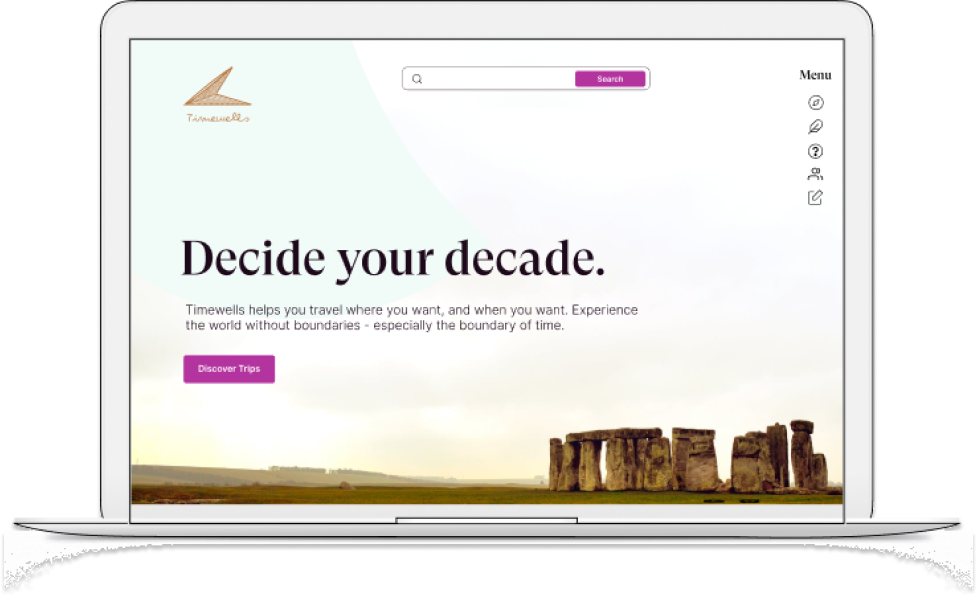 Timewells
Search
Menu
Decide your decade.
Timewells helps you travel where you want, and when you want. Experience
the world without boundaries - especially the boundary of time.
Discover Trips